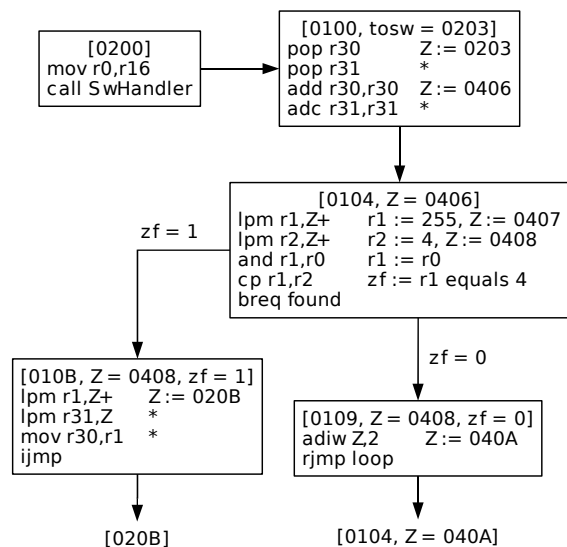 [0200]
mov r0,r16
call SwHandler
[0100, tosw = 0203]
pop r30 Z := 0203
pop r31 *
add r30,r30 Z := 0406
adc r31,r31 *
[0104, Z = 0406]
lpm r1,Z+ r1 := 255, Z := 0407
lpm r2,Z+ r2 := 4, Z := 0408
and r1,r0 r1 := r0
cp r1,r2 zf := r1 equals 4
breq found
zf = 1
zf = 0
[010B, Z = 0408, zf = 1]
lpm r1,Z+ Z := 020B
lpm r31,Z *
mov r30,r1 *
ijmp
[0109, Z = 0408, zf = 0]
adiw Z,2 Z := 040A
rjmp loop
[020B]
[0104, Z = 040A]